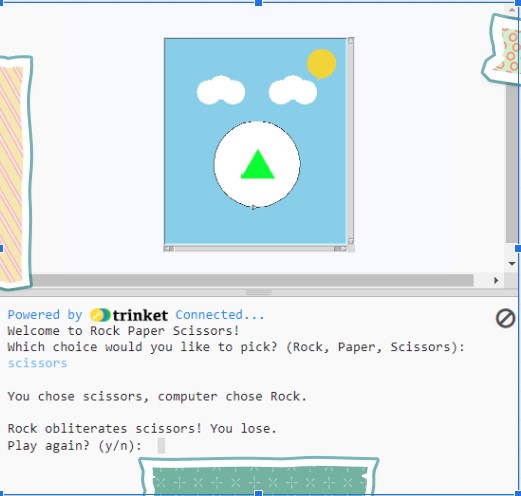 Powered by trinket Connected...
Welcome to Rock Paper Scissors!
Which choice would you like to pick? (Rock, Paper, Scissors):
scissors
You chose scissors, computer chose Rock.
Rock obliterates scissors! You lose.
Play again? (y/n):